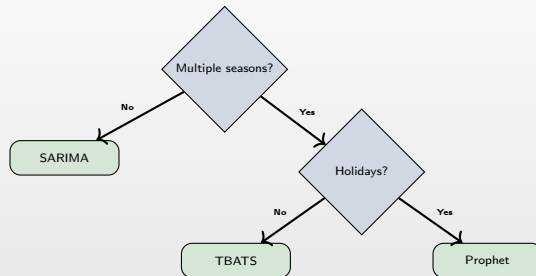 Multiple seasons?
No
Yes
SARIMA
Holidays?
No
Yes
TBATS
Prophet